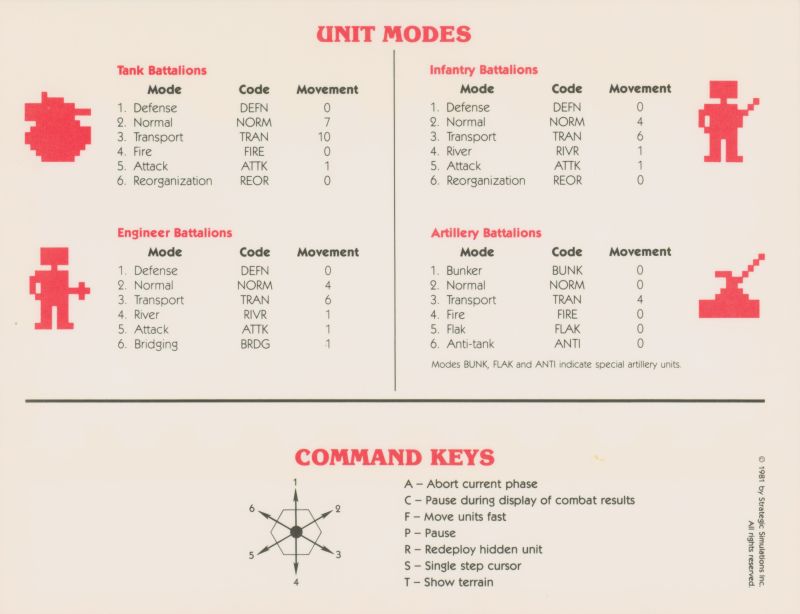 UNIT MODES
Tank Battalions
Mode Code Movement
1. Defense DEFN 0
2. Normal NORM 7
3. Transport TRAN 10
4. Fire FIRE 0
5. Attack ATTK 1
6. Reorganization REOR 0
Infantry Battalions
Mode Code Movement
1. Defense DEFN 0
2. Normal NORM 4
3. Transport TRAN 6
4. River RIVR 1
5. Attack ATTK 1
6. Reorganization REOR 0
Engineer Battalions
Mode Code Movement
1. Defense DEFN 0
2. Normal NORM 4
3. Transport TRAN 6
4. River RIVR 1
5. Attack ATTK 1
6. Bridging BRDG 1
Artillery Battalions
Mode Code Movement
1. Bunker BUNK 0
2. Normal NORM 0
3. Transport TRAN 4
4. Fire FIRE 0
5. Flak FLAK 0
6. Anti-tank ANTI 0
Modes BUNK, FLAK and ANTI indicate special artillery units.
COMMAND KEYS
1
2
3
4
5
6
A – Abort current phase
C – Pause during display of combat results
F – Move units fast
P – Pause
R – Redeploy hidden unit
S – Single step cursor
T – Show terrain
© 1981 by Strategic Simulations Inc.
All rights reserved.